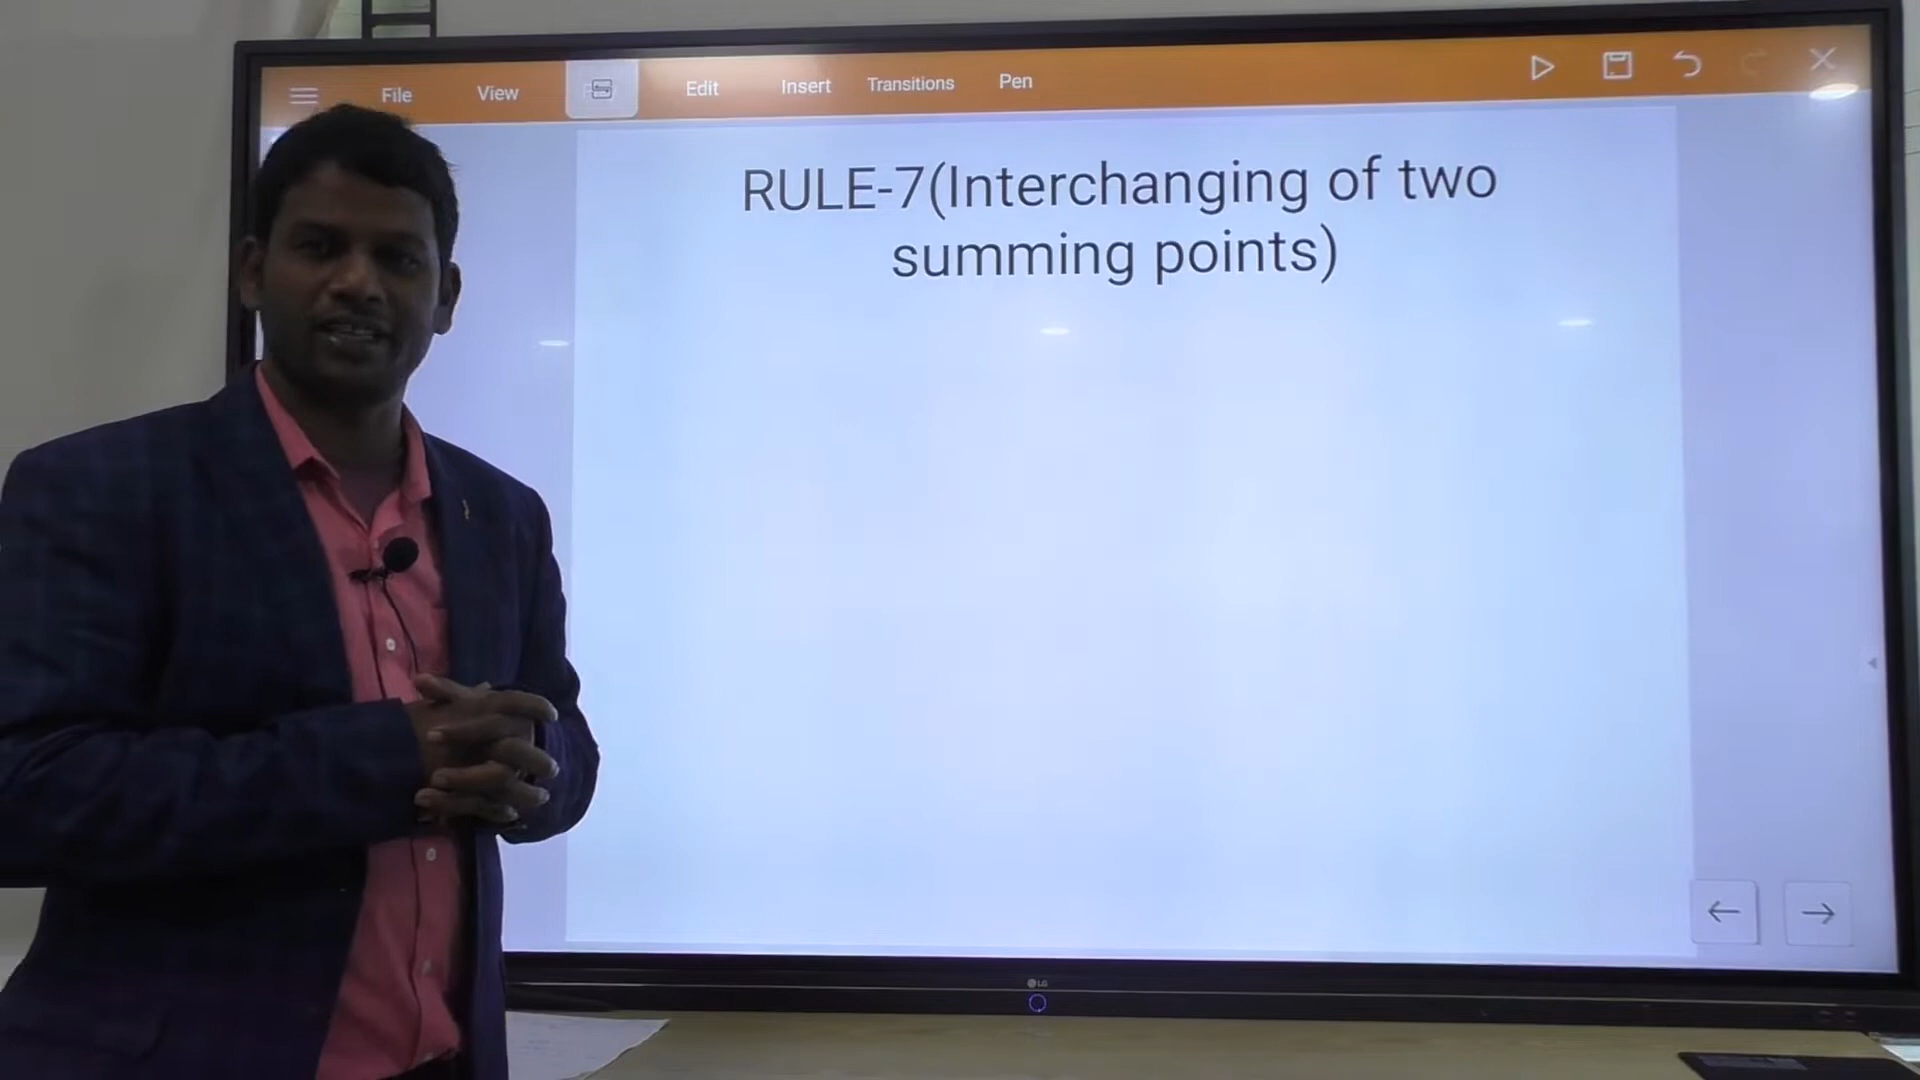 File View Edit Insert Transitions Pen
RULE-7(Interchanging of two
summing points)
LG